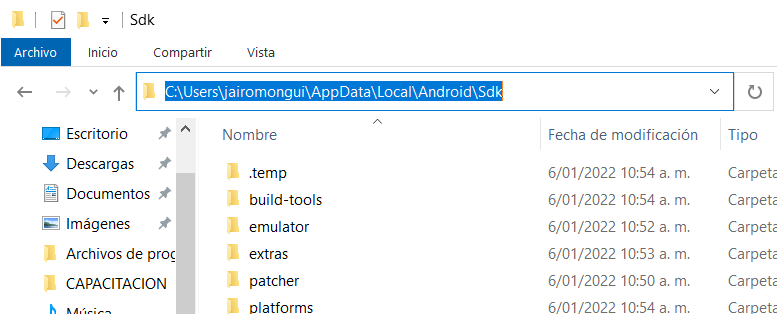 Sdk
Archivo Inicio Compartir Vista
C:\Users\jairomongui\AppData\Local\Android\Sdk
Escritorio
Descargas
Documentos
Imágenes
Archivos de prog
CAPACITACION
Música
Nombre Fecha de modificación Tipo
.temp 6/01/2022 10:54 a. m. Carpeta
build-tools 6/01/2022 10:54 a. m. Carpeta
emulator 6/01/2022 10:52 a. m. Carpeta
extras 6/01/2022 10:53 a. m. Carpeta
patcher 6/01/2022 10:50 a. m. Carpeta
platforms 6/01/2022 10:54 a. m. Carpeta